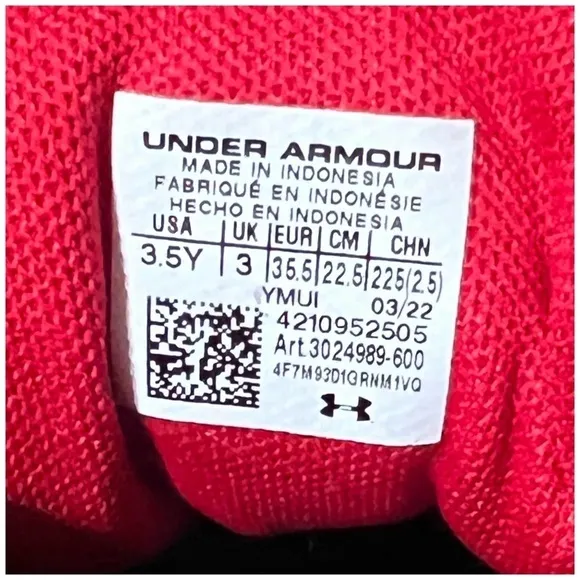 UNDER ARMOUR
MADE IN INDONESIA
FABRIQUÉ EN INDONÉSIE
HECHO EN INDONESIA
USA UK EUR CM CHN
3.5Y 3 35.5 22.5 225(2.5)
YMUI 03/22
4210952505
Art.3024989-600
4F7M93D1GRNM1VQ